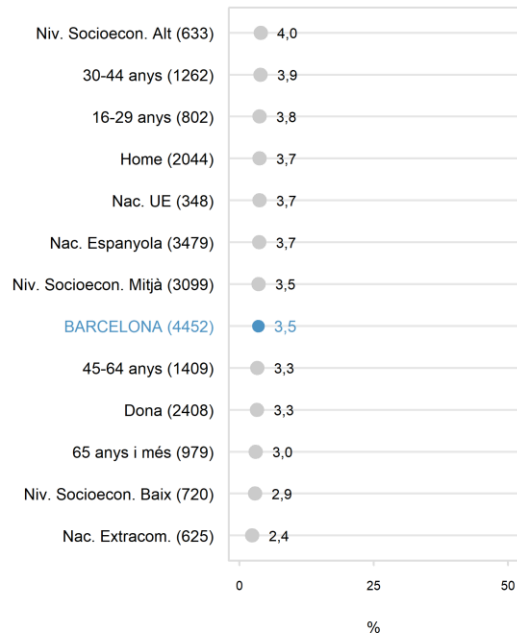 Niv. Socioecon. Alt (633) 4,0
30-44 anys (1262) 3,9
16-29 anys (802) 3,8
Home (2044) 3,7
Nac. UE (348) 3,7
Nac. Espanyola (3479) 3,7
Niv. Socioecon. Mitjà (3099) 3,5
BARCELONA (4452) 3,5
45-64 anys (1409) 3,3
Dona (2408) 3,3
65 anys i més (979) 3,0
Niv. Socioecon. Baix (720) 2,9
Nac. Extracom. (625) 2,4
0 25 50
%